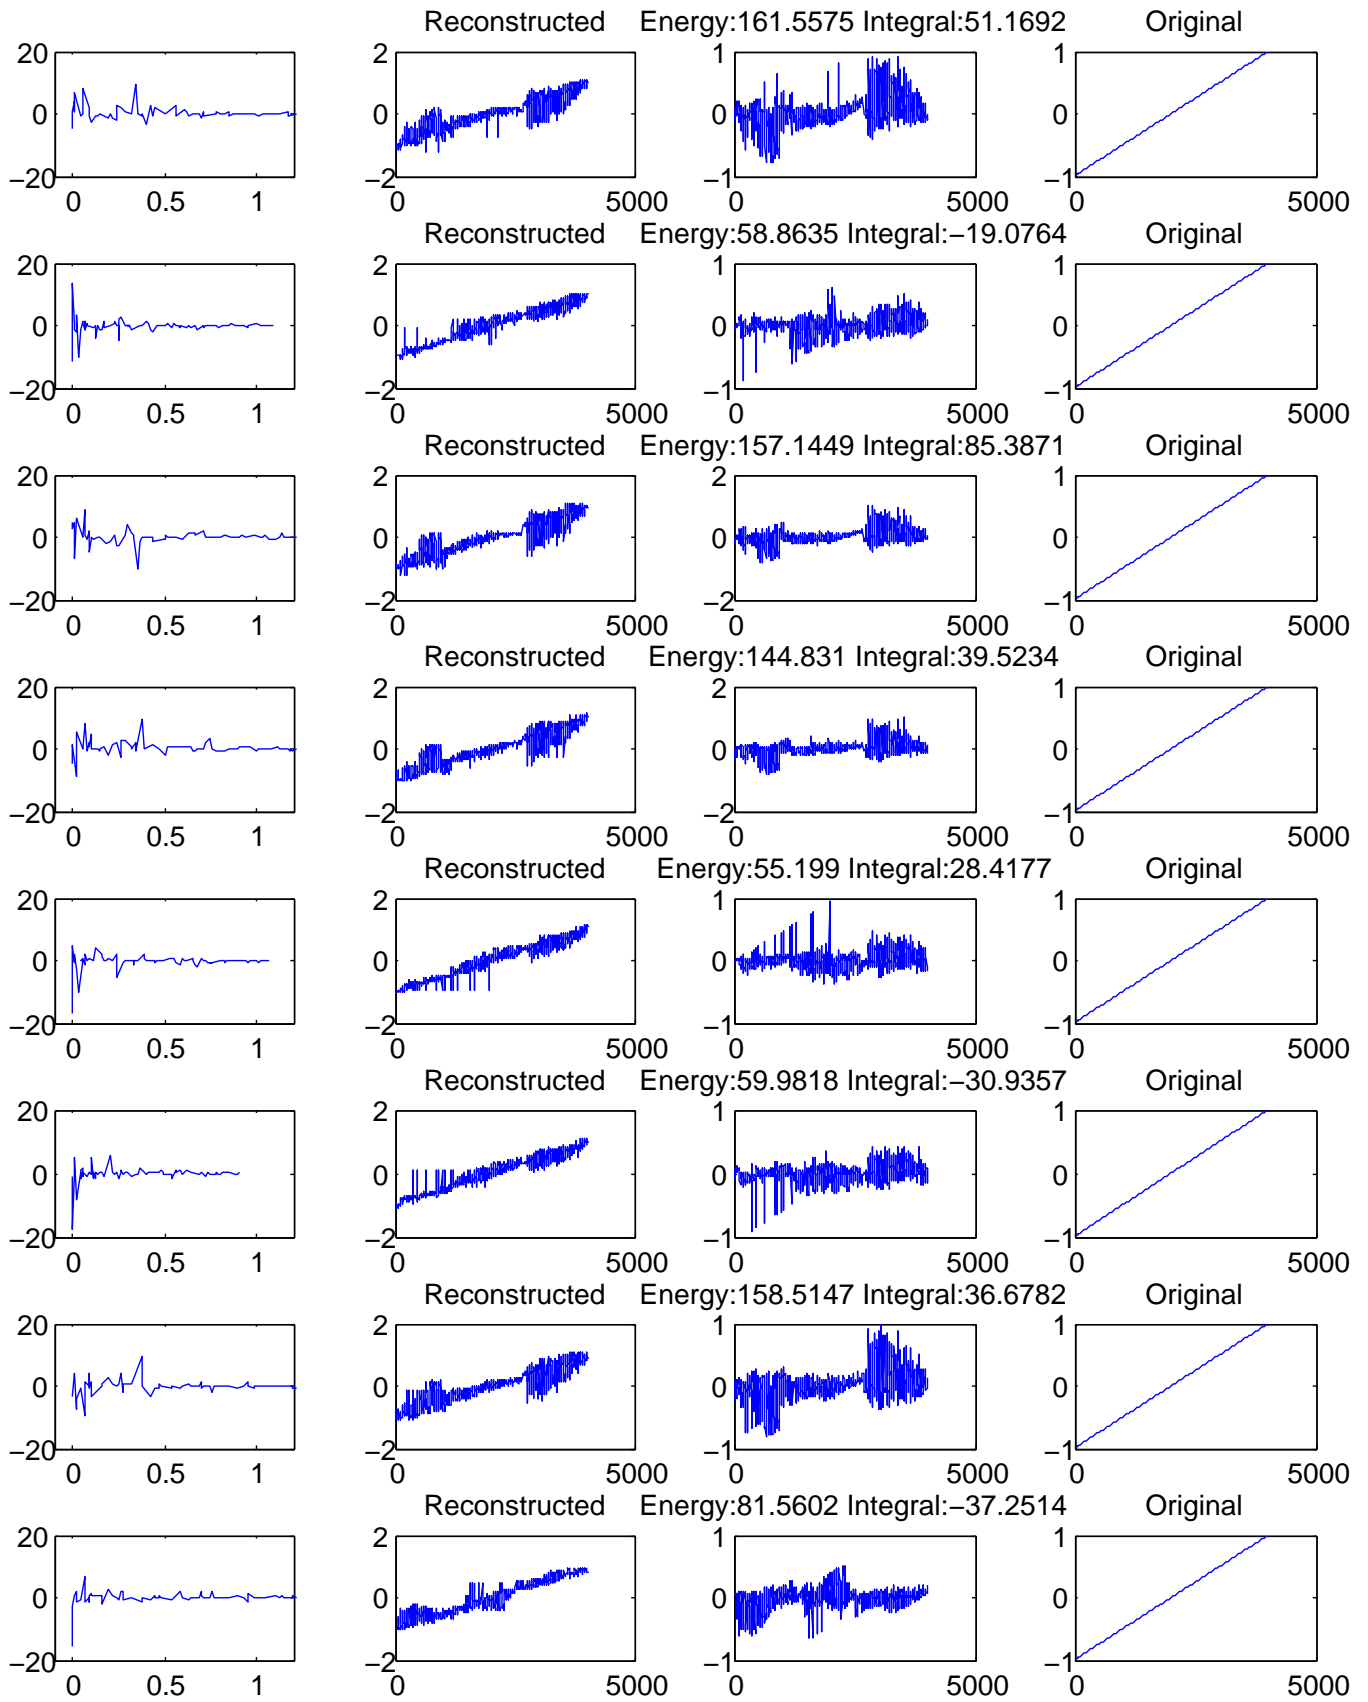 Reconstructed Energy:161.5575 Integral:51.1692 Original
20 2 1 1
0 0 0 0
−20 −2 −1 −1
0 0.5 1 0 5000 0 5000 0 5000
Reconstructed Energy:58.8635 Integral:−19.0764 Original
20 2 1 1
0 0 0 0
−20 −2 −1 −1
0 0.5 1 0 5000 0 5000 0 5000
Reconstructed Energy:157.1449 Integral:85.3871 Original
20 2 2 1
0 0 0 0
−20 −2 −2 −1
0 0.5 1 0 5000 0 5000 0 5000
Reconstructed Energy:144.831 Integral:39.5234 Original
20 2 2 1
0 0 0 0
−20 −2 −2 −1
0 0.5 1 0 5000 0 5000 0 5000
Reconstructed Energy:55.199 Integral:28.4177 Original
20 2 1 1
0 0 0 0
−20 −2 −1 −1
0 0.5 1 0 5000 0 5000 0 5000
Reconstructed Energy:59.9818 Integral:−30.9357 Original
20 2 1 1
0 0 0 0
−20 −2 −1 −1
0 0.5 1 0 5000 0 5000 0 5000
Reconstructed Energy:158.5147 Integral:36.6782 Original
20 2 1 1
0 0 0 0
−20 −2 −1 −1
0 0.5 1 0 5000 0 5000 0 5000
Reconstructed Energy:81.5602 Integral:−37.2514 Original
20 2 1 1
0 0 0 0
−20 −2 −1 −1
0 0.5 1 0 5000 0 5000 0 5000